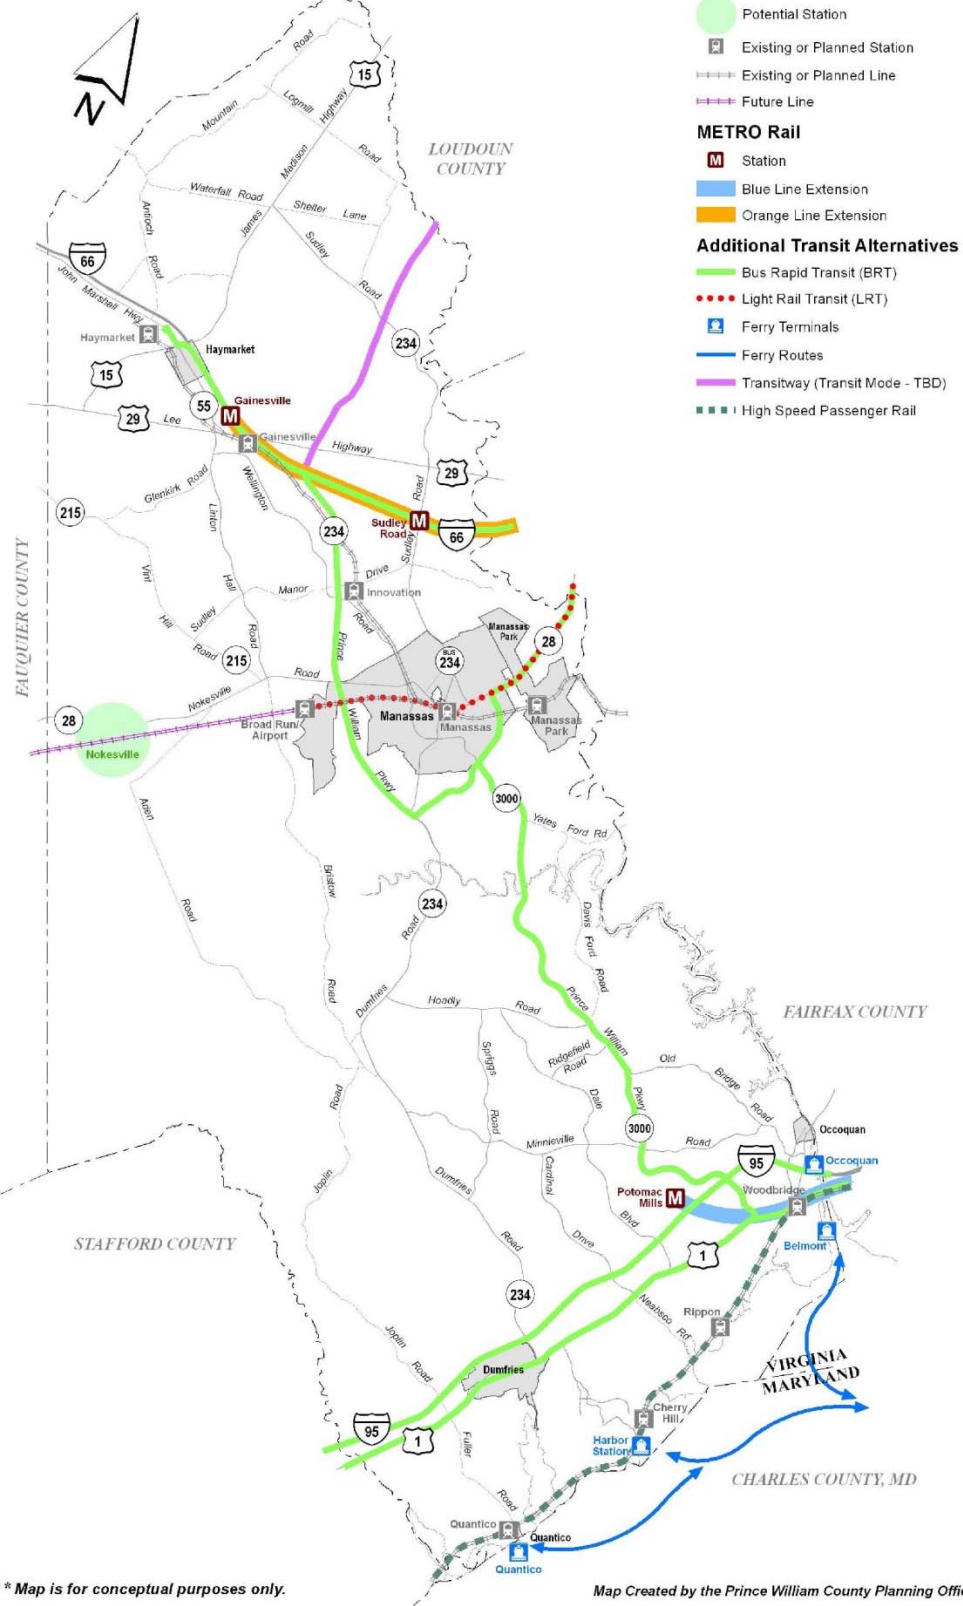 Potential Station
Existing or Planned Station
Existing or Planned Line
Future Line
METRO Rail
M Station
Blue Line Extension
Orange Line Extension
Additional Transit Alternatives
Bus Rapid Transit (BRT)
Light Rail Transit (LRT)
Ferry Terminals
Ferry Routes
Transitway (Transit Mode - TBD)
High Speed Passenger Rail
N
Road
15
Mountain
Logmill
Road
Madison
Highway
LOUDOUN
COUNTY
Waterfall Road
Shelter Lane
Antioch
Road
James
Sudley
Road
66
John Marshall Hwy
Haymarket
Haymarket
234
15
29
Lee
55
Gainesville
M
Gainesville
Highway
29
Glenkirk Road
Wellington
Linton
Hall
Road
215
234
Sudley
Road
M
Road
Sudley
66
FAUQUIER COUNTY
Vint
Hill
Road
Sudley
Manor
Drive
Innovation
Road
Prince
William
Pkwy
Manassas
Park
28
BUS
234
215
Road
Nokesville
28
Nokesville
Broad Run/
Airport
Manassas
Manassas
Manassas
Park
3000
Yates Ford Rd
Aden
Road
Bristow
Road
234
Road
Dumfries
Davis Ford Road
Hoadly
Road
Prince
William
Pkwy
FAIRFAX COUNTY
Spriggs
Road
Ridgefield
Road
Dale
Blvd
Old
Bridge
Road
3000
Occoquan
Minnieville
Road
Road
Joplin
Dumfries
Road
Cardinal
Drive
95
Occoquan
Woodbridge
Potomac
Mills
M
Belmont
STAFFORD COUNTY
1
234
Neabsco Rd
Rippon
Joplin
Road
Dumfries
VIRGINIA
MARYLAND
95
1
Cherry
Hill
Harbor
Station
Fuller
Road
CHARLES COUNTY, MD
Quantico
Quantico
Quantico
* Map is for conceptual purposes only.
Map Created by the Prince William County Planning